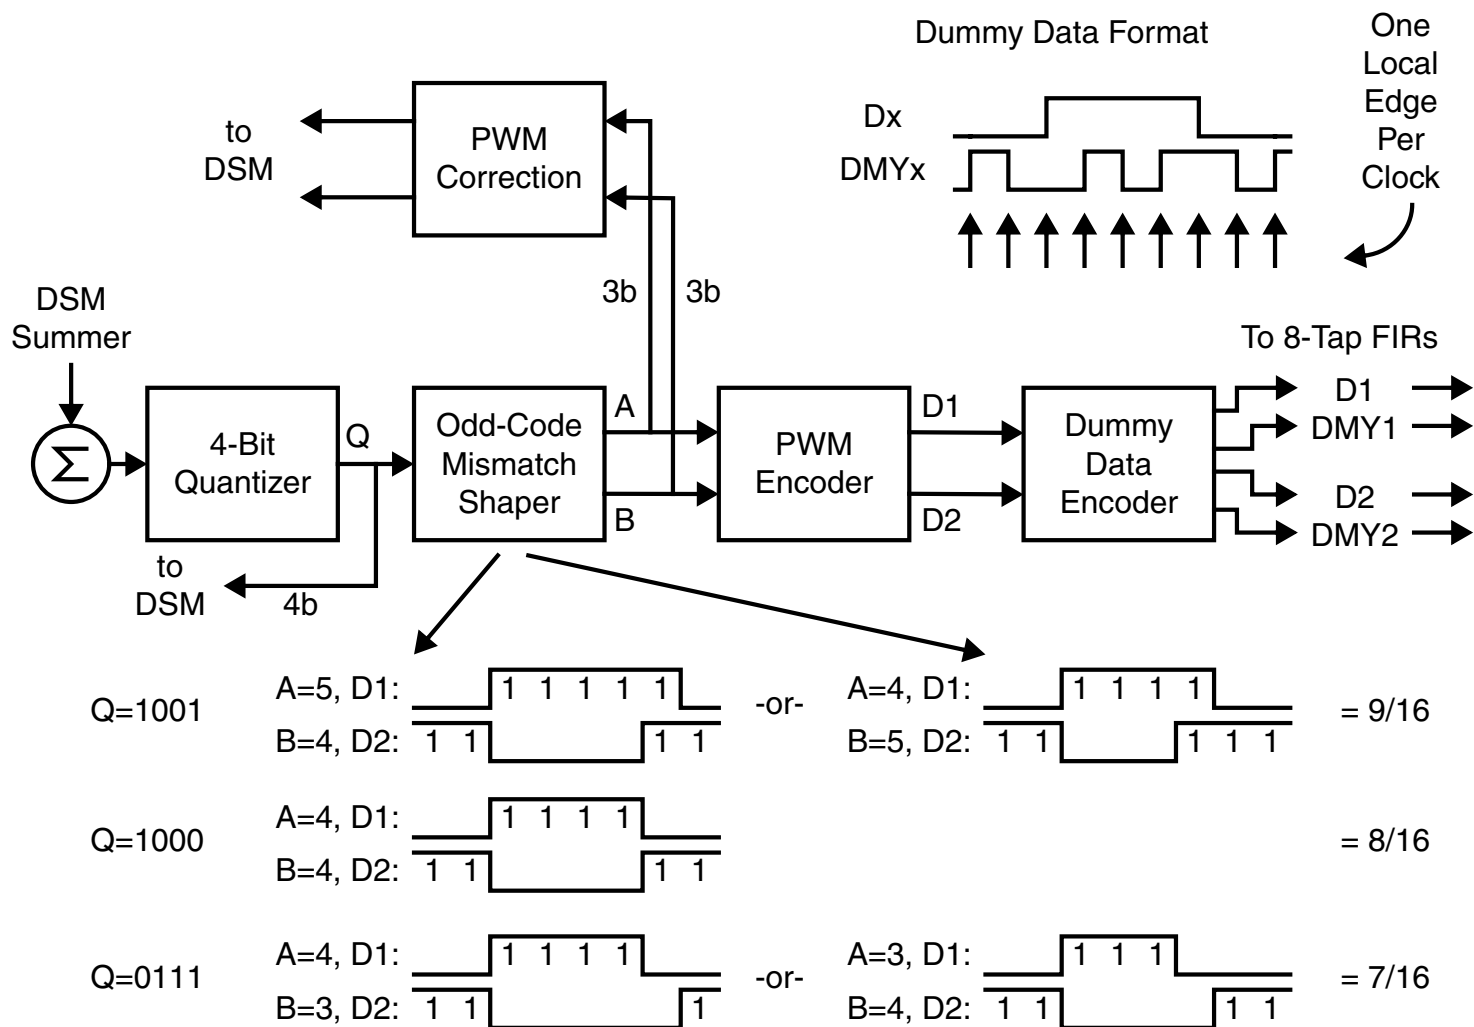 Dummy Data Format
One
Local
Edge
Per
Clock
Dx
DMYx
to
DSM
PWM
Correction
3b
3b
DSM
Summer
To 8-Tap FIRs
Σ
4-Bit
Quantizer
Q
Odd-Code
Mismatch
Shaper
A
B
PWM
Encoder
D1
D2
Dummy
Data
Encoder
D1
DMY1
D2
DMY2
to
DSM
4b
Q=1001
A=5, D1: 1 1 1 1 1
B=4, D2: 1 1 1 1
-or-
A=4, D1: 1 1 1 1
B=5, D2: 1 1 1 1 1
= 9/16
Q=1000
A=4, D1: 1 1 1 1
B=4, D2: 1 1 1 1
= 8/16
Q=0111
A=4, D1: 1 1 1 1
B=3, D2: 1 1 1
-or-
A=3, D1: 1 1 1
B=4, D2: 1 1 1 1
= 7/16